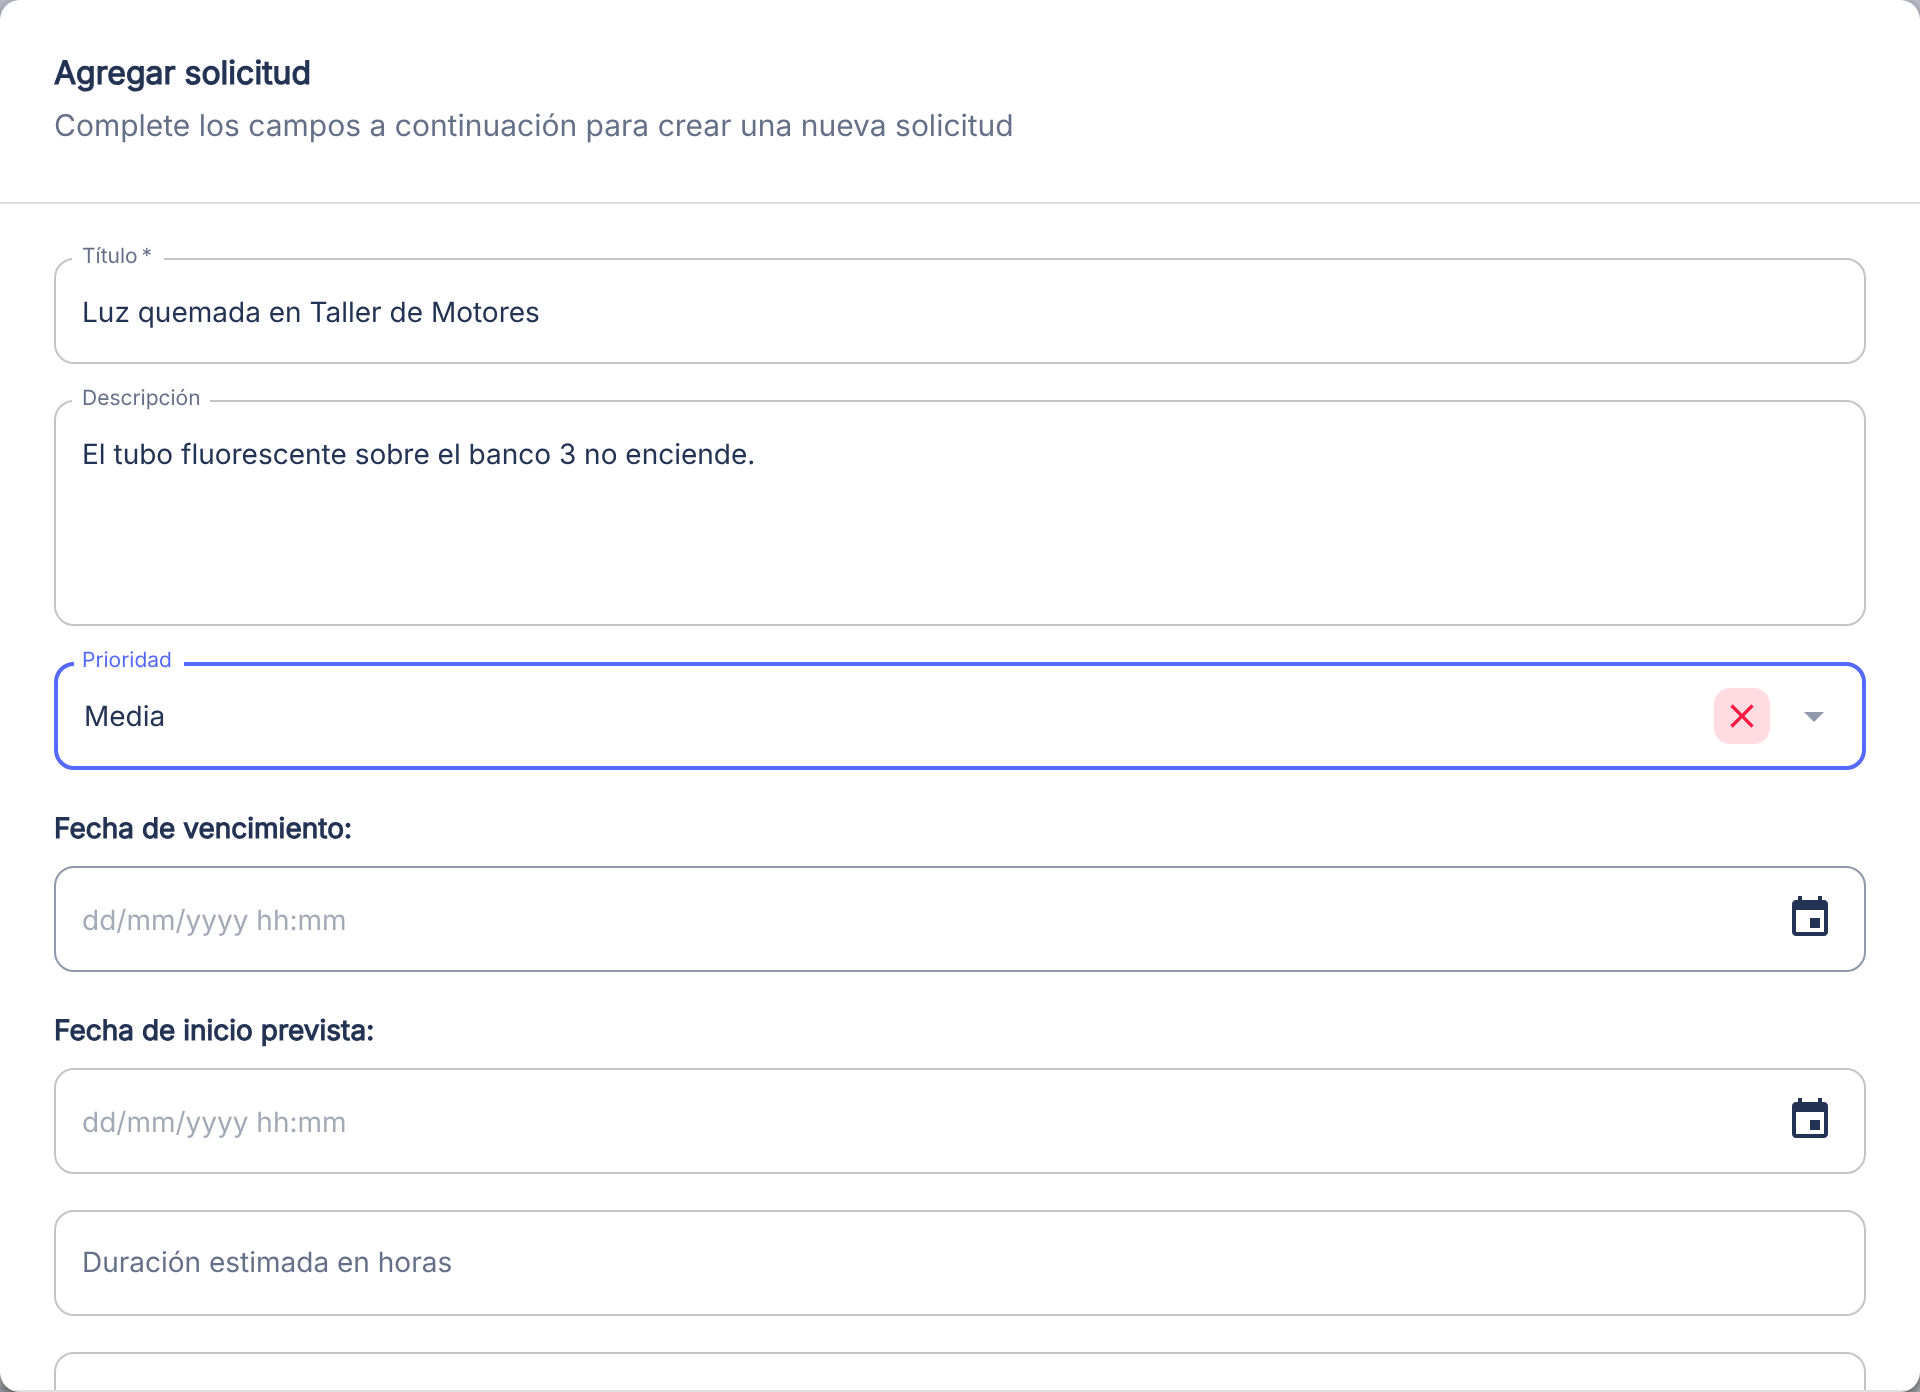 Agregar solicitud
Complete los campos a continuación para crear una nueva solicitud
Título *
Luz quemada en Taller de Motores
Descripción
El tubo fluorescente sobre el banco 3 no enciende.
Prioridad
Media
Fecha de vencimiento:
dd/mm/yyyy hh:mm
Fecha de inicio prevista:
dd/mm/yyyy hh:mm
Duración estimada en horas